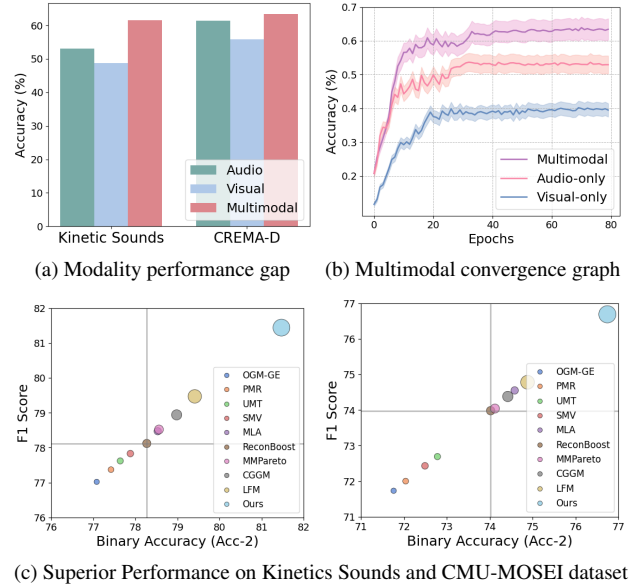 Accuracy (%)
60
50
40
30
20
10
0
Audio
Visual
Multimodal
Kinetic Sounds
CREMA-D
(a) Modality performance gap
Accuracy (%)
0.7
0.6
0.5
0.4
0.3
0.2
Multimodal
Audio-only
Visual-only
0
20
40
60
80
Epochs
(b) Multimodal convergence graph
F1 Score
82
81
80
79
78
77
76
OGM-GE
PMR
UMT
SMV
MLA
ReconBoost
MMPareto
CGGM
LFM
Ours
76
77
78
79
80
81
82
Binary Accuracy (Acc-2)
F1 Score
77
76
75
74
73
72
71
OGM-GE
PMR
UMT
SMV
MLA
ReconBoost
MMPareto
CGGM
LFM
Ours
71
72
73
74
75
76
77
Binary Accuracy (Acc-2)
(c) Superior Performance on Kinetics Sounds and CMU-MOSEI dataset